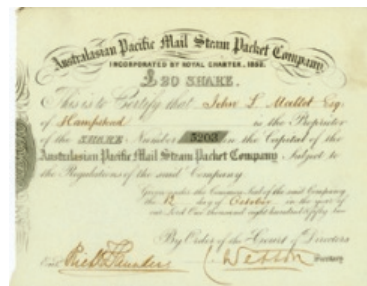 Australasian Pacific Mail Steam Packet Company.
INCORPORATED BY ROYAL CHARTER, 1852.
£20 SHARE.
This is to Certify that John L. Mallet Esq.
of Hampstead is the Proprietor
of the SHARE Number 5203 in the Capital of the
Australasian Pacific Mail Steam Packet Company, Subject to
the Regulations of the said Company
Given under the Common Seal of the said Company
the 12 day of October in the year of
our Lord One thousand eight hundred fifty two
By Order of the Court of Directors
Saunders
Secretary